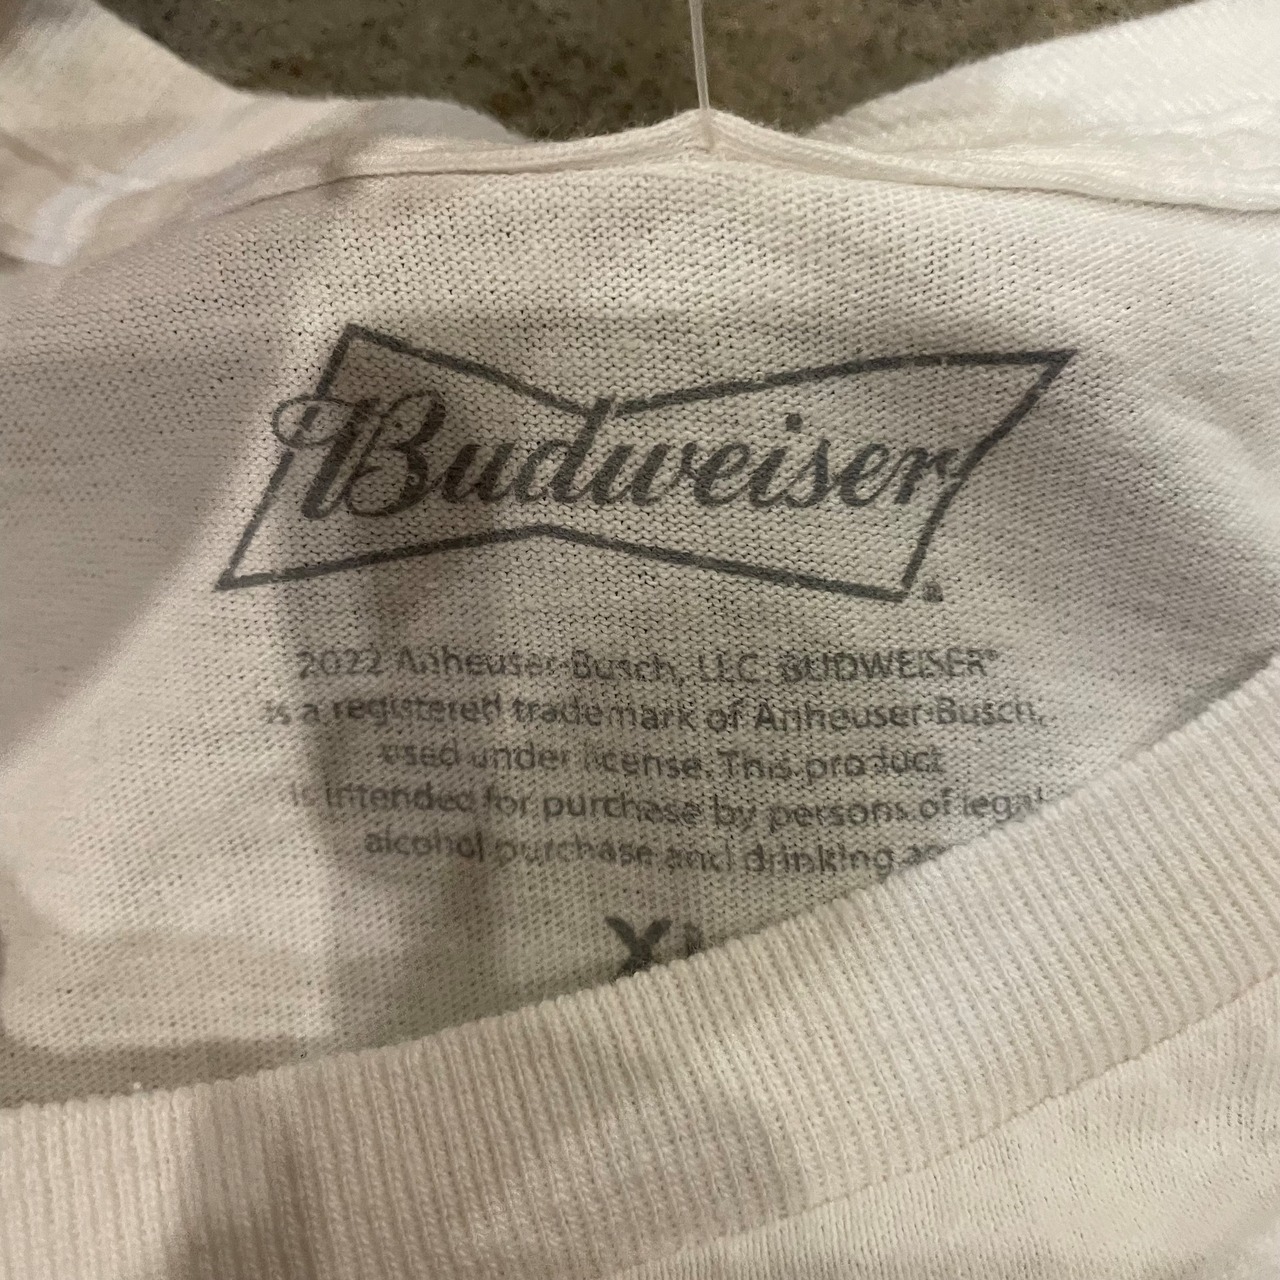 Budweiser
2022 Anheuser-Busch, LLC. BUDWEISER®
is a registered trademark of Anheuser-Busch,
used under license. This product
is intended for purchase by persons of legal
alcohol purchase and drinking
X